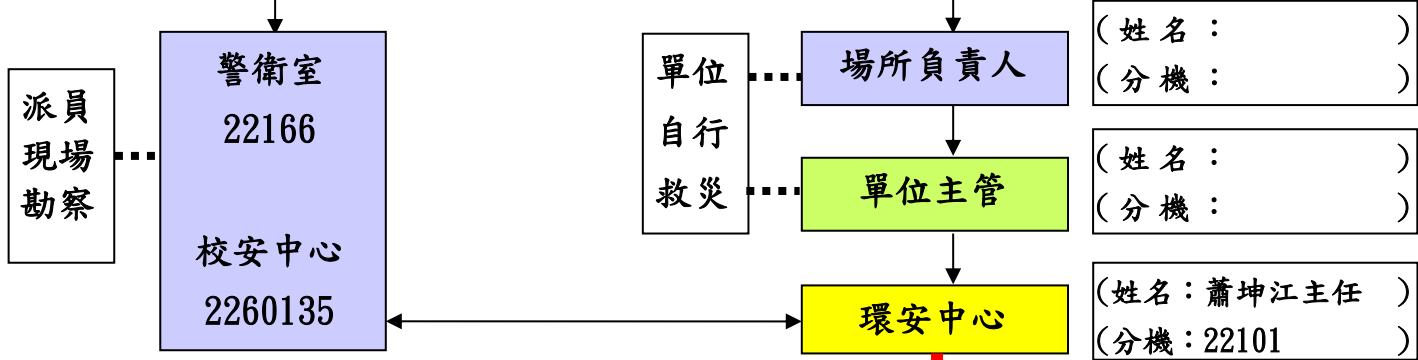 派員
現場
勘察
警衛室
22166
校安中心
2260135
單位
自行
救災
場所負責人
單位主管
環安中心
(姓名：　　　　)
(分機：　　　　)
(姓名：　　　　)
(分機：　　　　)
(姓名：蕭坤江主任　)
(分機：22101　　　)